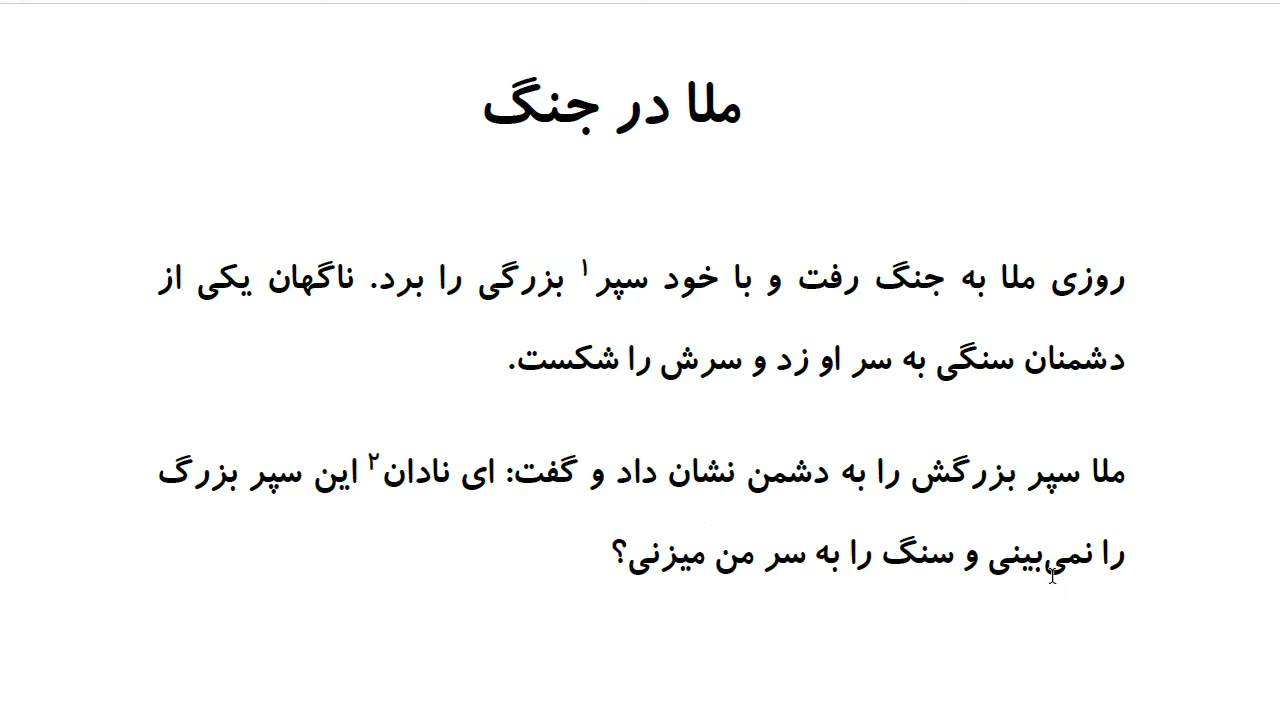 ملا در جنگ
روزی ملا به جنگ رفت و با خود سپر۱ بزرگی را برد. ناگهان یکی از
دشمنان سنگی به سر او زد و سرش را شکست.
ملا سپر بزرگش را به دشمن نشان داد و گفت: ای نادان۲ این سپر بزرگ
را نمی‌بینی و سنگ را به سر من میزنی؟